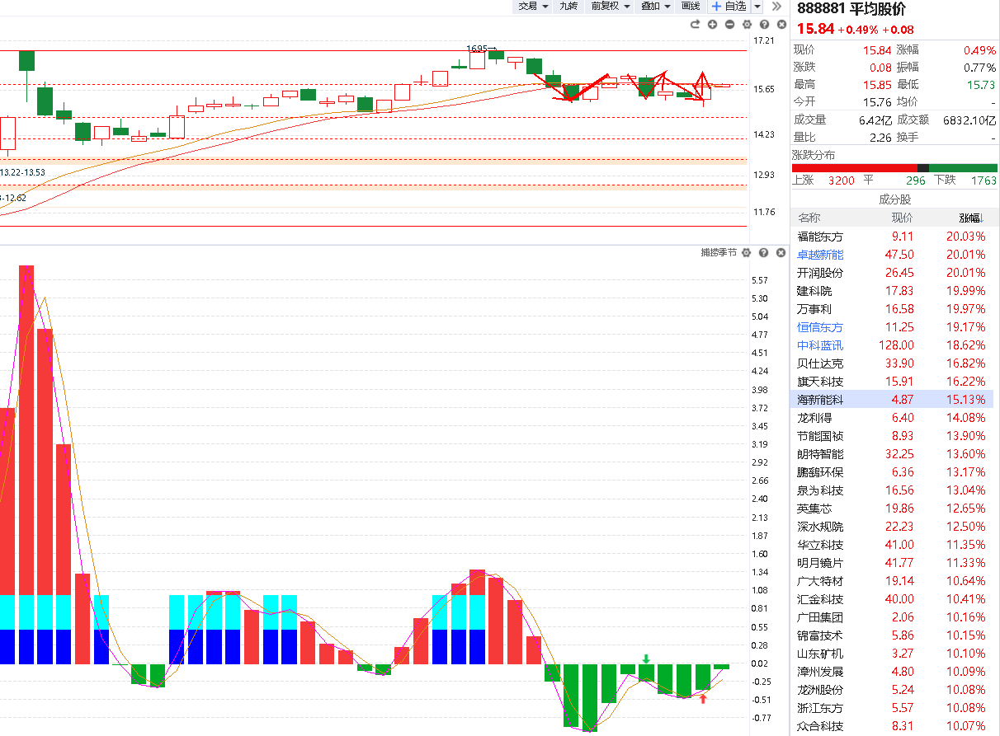 交易 九转 前复权 叠加 画线 自选
16.95
13.22-13.53
-12.62
17.21
15.65
14.23
12.93
11.76
捕捞季节
5.57
5.30
5.04
4.77
4.51
4.24
3.98
3.72
3.45
3.19
2.92
2.66
2.40
2.13
1.87
1.60
1.34
1.08
0.81
0.55
0.28
0.02
-0.25
-0.51
-0.77
888881 平均股价
15.84 +0.49% +0.08
现价 15.84 涨幅 0.49%
涨跌 0.08 振幅 0.77%
最高 15.85 最低 15.73
今开 15.76 均价 -
成交量 6.42亿 成交额 6832.10亿
量比 2.26 换手 -
涨跌分布
上涨 3200 平 296 下跌 1763
成分股
名称 现价 涨幅↓
福能东方 9.11 20.03%
卓越新能 47.50 20.01%
开润股份 26.45 20.01%
建科院 17.83 19.99%
万事利 16.58 19.97%
恒信东方 11.25 19.17%
中科蓝讯 128.00 18.62%
贝仕达克 33.90 16.82%
旗天科技 15.91 16.22%
海新能科 4.87 15.13%
龙利得 6.40 14.08%
节能国祯 8.93 13.90%
朗特智能 32.25 13.60%
鹏鹞环保 6.36 13.17%
泉为科技 16.56 13.04%
英集芯 19.86 12.65%
深水规院 22.23 12.50%
华立科技 41.00 11.35%
明月镜片 41.77 11.33%
广大特材 19.14 10.64%
汇金科技 40.00 10.41%
广田集团 2.06 10.16%
锦富技术 5.86 10.15%
山东矿机 3.27 10.10%
漳州发展 4.80 10.09%
龙洲股份 5.24 10.08%
浙江东方 5.57 10.08%
众合科技 8.31 10.07%